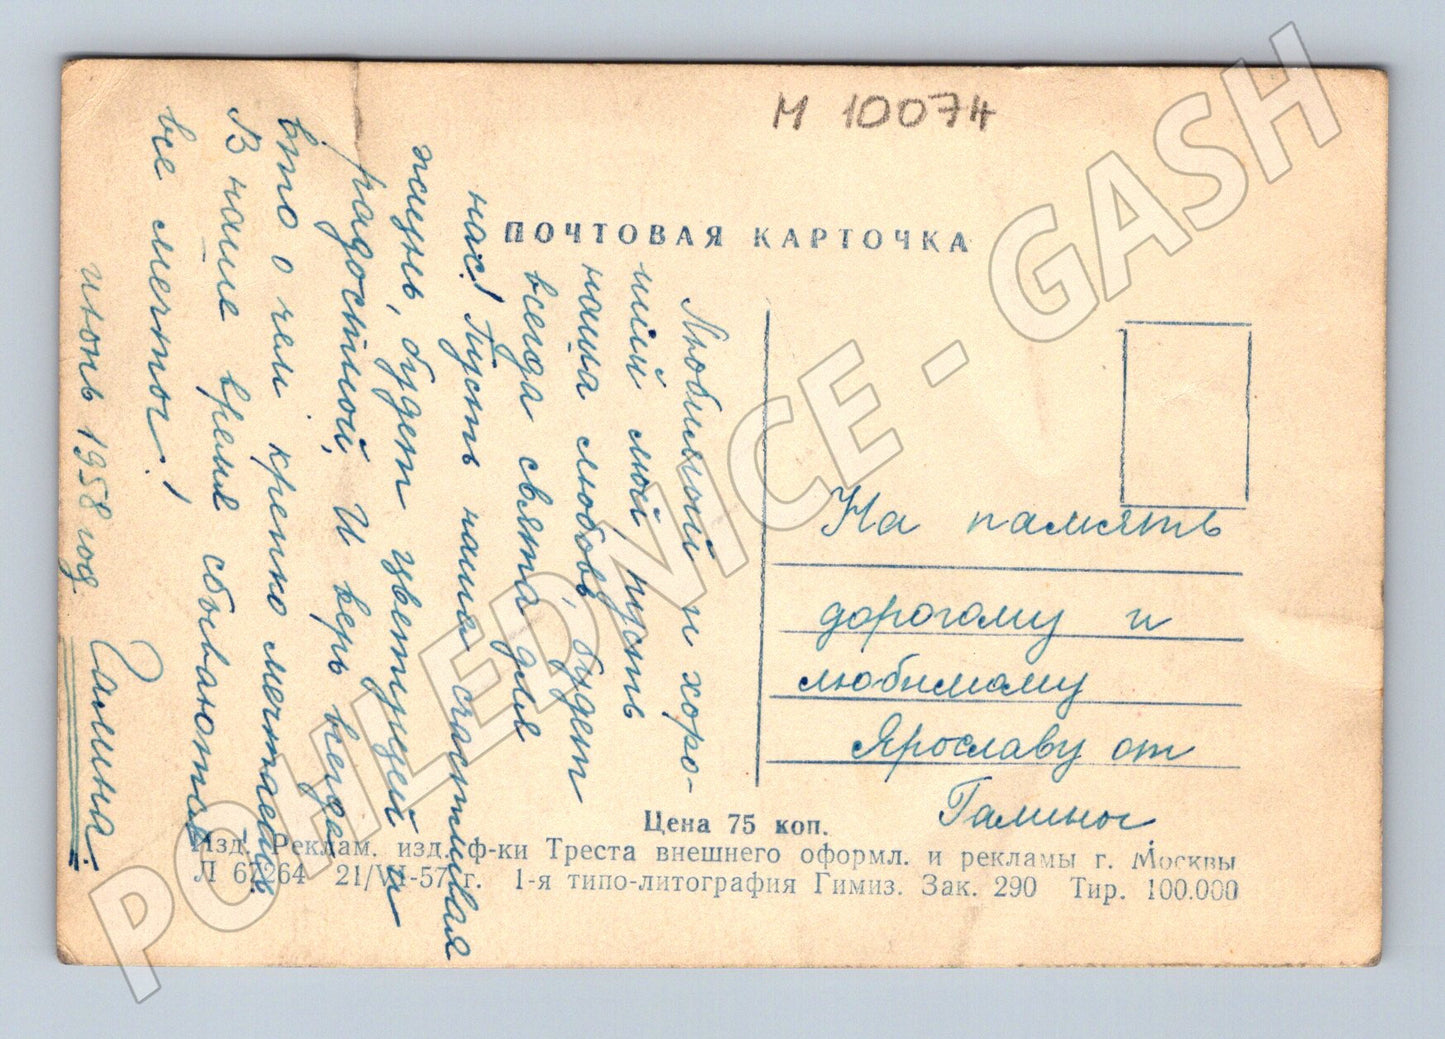 М 10074
ПОЧТОВАЯ КАРТОЧКА
Любимый и хоро-
ший мой, пусть
наша любовь будет
всегда свята для
нас! Пусть наша счастливая
жизнь, будет цветущей и
радостной, И верь всегда
в то о чем крепко мечтаешь
В наше время сбываются
все мечты!
июнь 1958 год. Галина.
На память
дорогому и
любимому
Ярославу от
Галины
Цена 75 коп.
Изд. Реклам. изд. ф-ки Треста внешнего оформл. и рекламы г. Москвы
Л 67264 21/VI-57 г. 1-я типо-литография Гимиз. Зак. 290 Тир. 100.000
POHLEDNICE - GASH